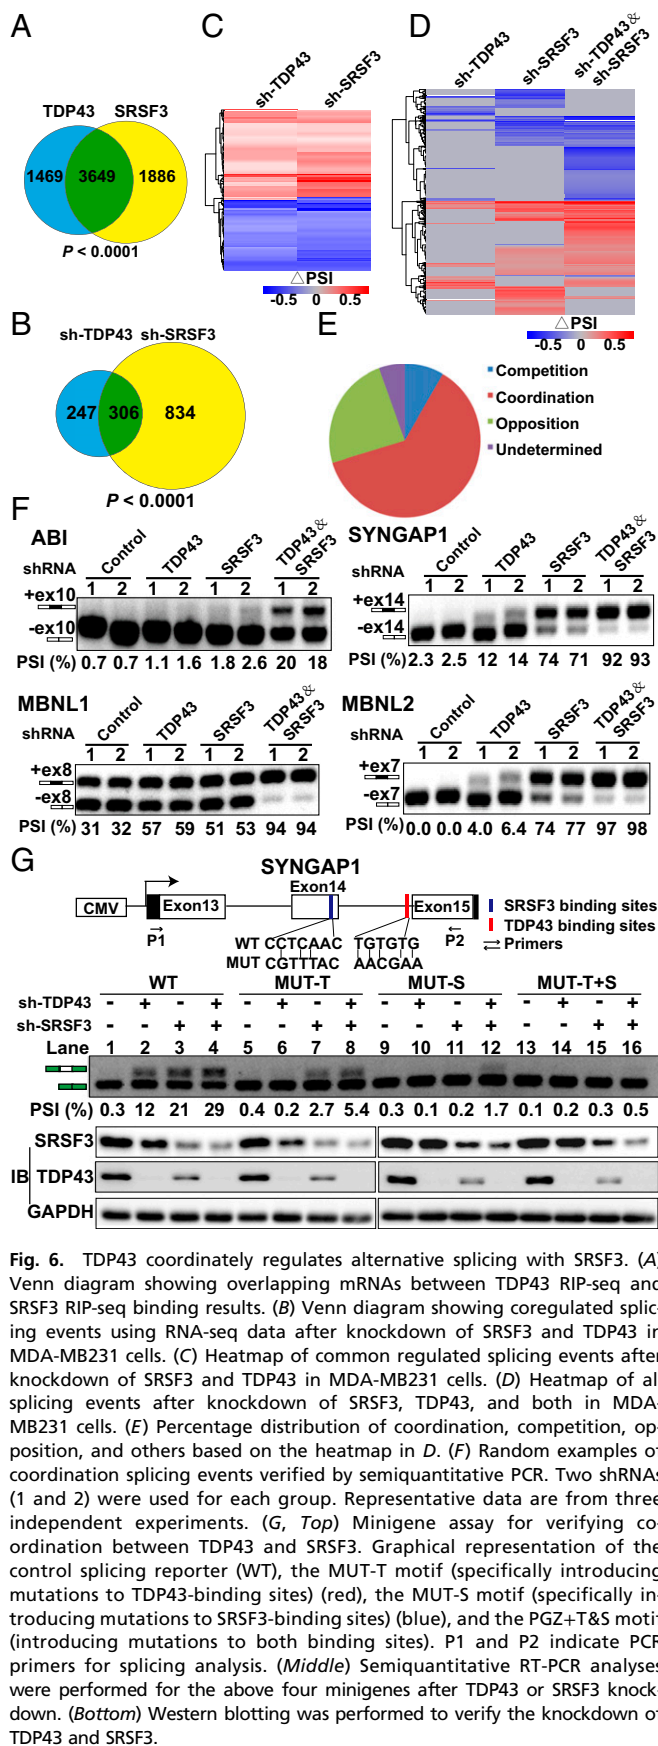 A
TDP43 SRSF3
1469 3649 1886
P < 0.0001
B
sh-TDP43 sh-SRSF3
247 306 834
P < 0.0001
C
sh-TDP43
sh-SRSF3
△PSI
-0.5 0 0.5
D
sh-TDP43
sh-SRSF3
sh-TDP43&
sh-SRSF3
△PSI
-0.5 0 0.5
E
Competition
Coordination
Opposition
Undetermined
F
ABI
shRNA Control TDP43 SRSF3 TDP43& SRSF3
1 2 1 2 1 2 1 2
+ex10
-ex10
PSI (%) 0.7 0.7 1.1 1.6 1.8 2.6 20 18
SYNGAP1
shRNA Control TDP43 SRSF3 TDP43& SRSF3
1 2 1 2 1 2 1 2
+ex14
-ex14
PSI (%) 2.3 2.5 12 14 74 71 92 93
MBNL1
shRNA Control TDP43 SRSF3 TDP43& SRSF3
1 2 1 2 1 2 1 2
+ex8
-ex8
PSI (%) 31 32 57 59 51 53 94 94
MBNL2
shRNA Control TDP43 SRSF3 TDP43& SRSF3
1 2 1 2 1 2 1 2
+ex7
-ex7
PSI (%) 0.0 0.0 4.0 6.4 74 77 97 98
G
SYNGAP1
CMV Exon13 Exon14 Exon15
P1 P2
SRSF3 binding sites
TDP43 binding sites
Primers
WT CCTCAAC TGTGTG
MUT CGTTTAC AACGAA
WT MUT-T MUT-S MUT-T+S
sh-TDP43 - + - + - + - + - + - + - + - +
sh-SRSF3 - - + + - - + + - - + + - - + +
Lane 1 2 3 4 5 6 7 8 9 10 11 12 13 14 15 16
PSI (%) 0.3 12 21 29 0.4 0.2 2.7 5.4 0.3 0.1 0.2 1.7 0.1 0.2 0.3 0.5
SRSF3
IB TDP43
GAPDH
Fig. 6. TDP43 coordinately regulates alternative splicing with SRSF3. (A)
Venn diagram showing overlapping mRNAs between TDP43 RIP-seq and
SRSF3 RIP-seq binding results. (B) Venn diagram showing coregulated splic-
ing events using RNA-seq data after knockdown of SRSF3 and TDP43 in
MDA-MB231 cells. (C) Heatmap of common regulated splicing events after
knockdown of SRSF3 and TDP43 in MDA-MB231 cells. (D) Heatmap of al
splicing events after knockdown of SRSF3, TDP43, and both in MDA-
MB231 cells. (E) Percentage distribution of coordination, competition, op-
position, and others based on the heatmap in D. (F) Random examples of
coordination splicing events verified by semiquantitative PCR. Two shRNAs
(1 and 2) were used for each group. Representative data are from three
independent experiments. (G, Top) Minigene assay for verifying co-
ordination between TDP43 and SRSF3. Graphical representation of the
control splicing reporter (WT), the MUT-T motif (specifically introducing
mutations to TDP43-binding sites) (red), the MUT-S motif (specifically in-
troducing mutations to SRSF3-binding sites) (blue), and the PGZ+T&S motif
(introducing mutations to both binding sites). P1 and P2 indicate PCR
primers for splicing analysis. (Middle) Semiquantitative RT-PCR analyses
were performed for the above four minigenes after TDP43 or SRSF3 knock-
down. (Bottom) Western blotting was performed to verify the knockdown of
TDP43 and SRSF3.